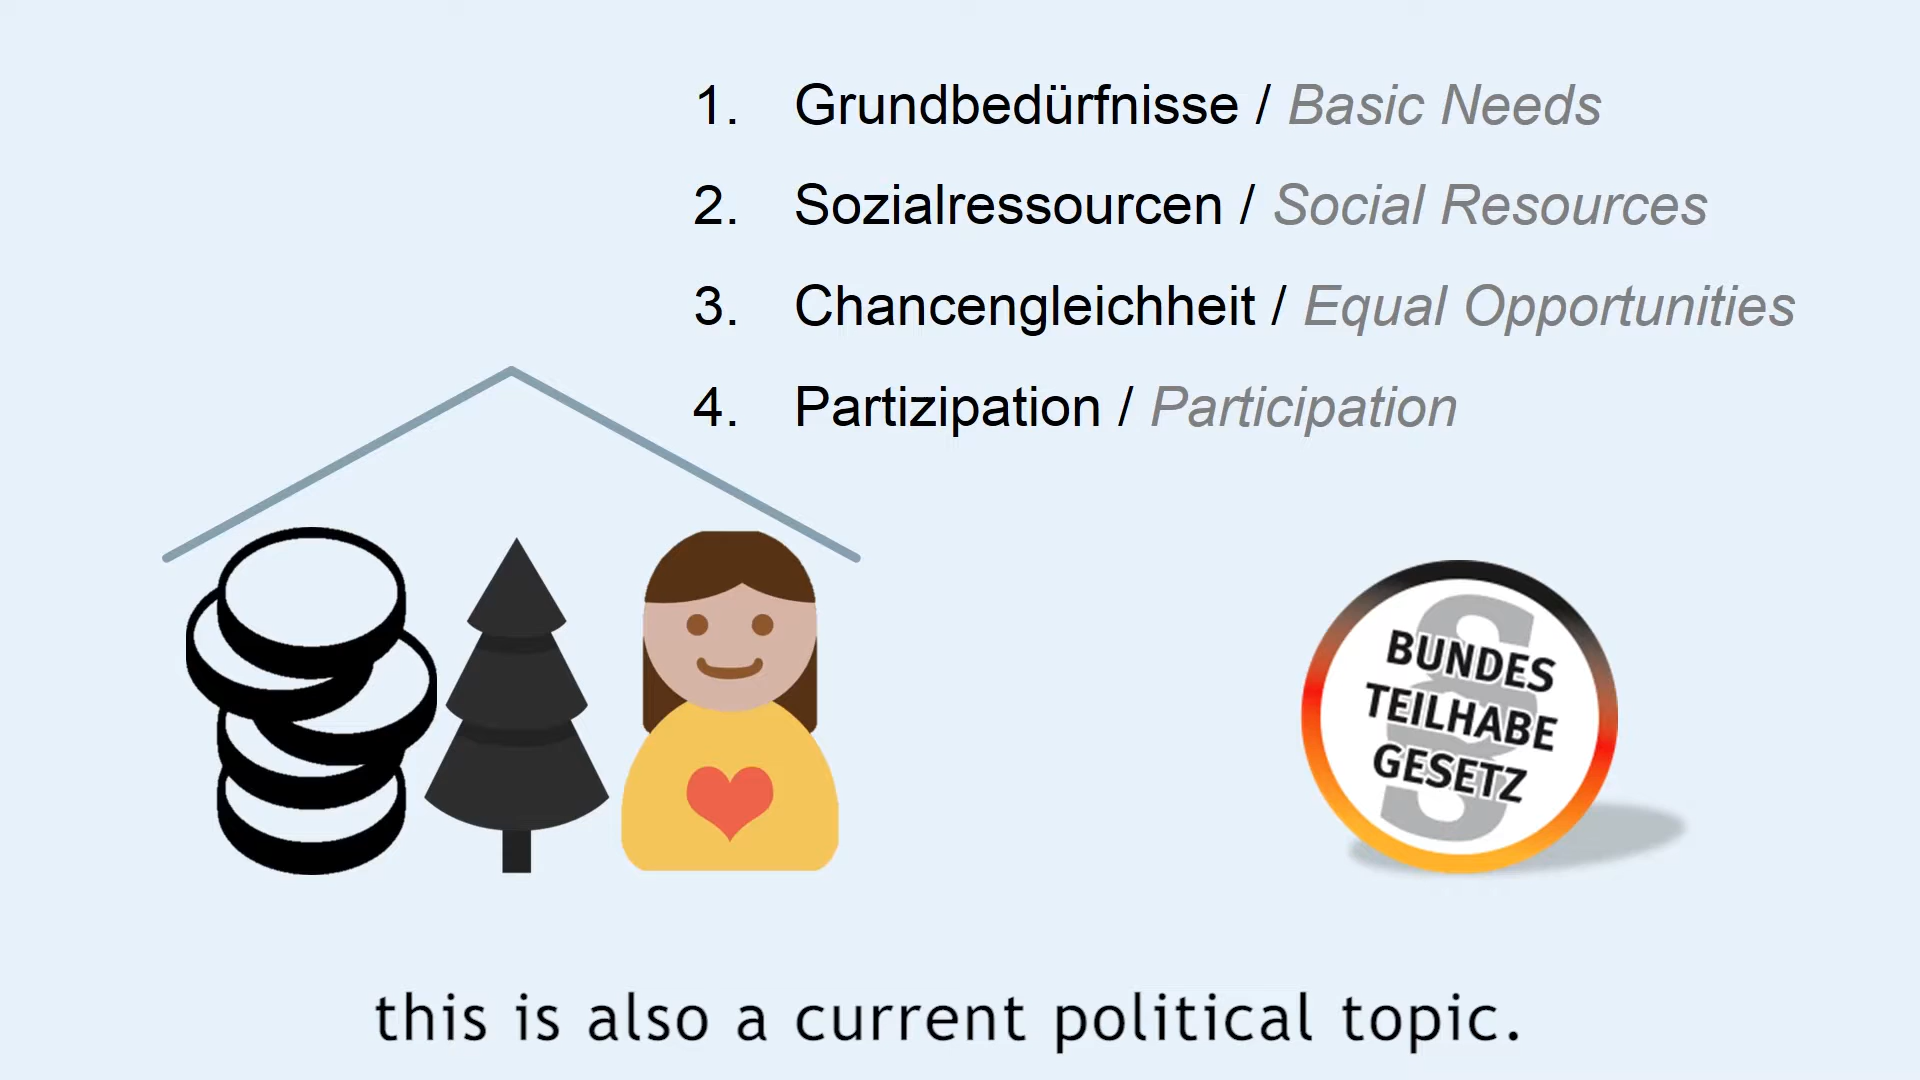 1. Grundbedürfnisse / Basic Needs
2. Sozialressourcen / Social Resources
3. Chancengleichheit / Equal Opportunities
4. Partizipation / Participation
§
BUNDES
TEILHABE
GESETZ
this is also a current political topic.